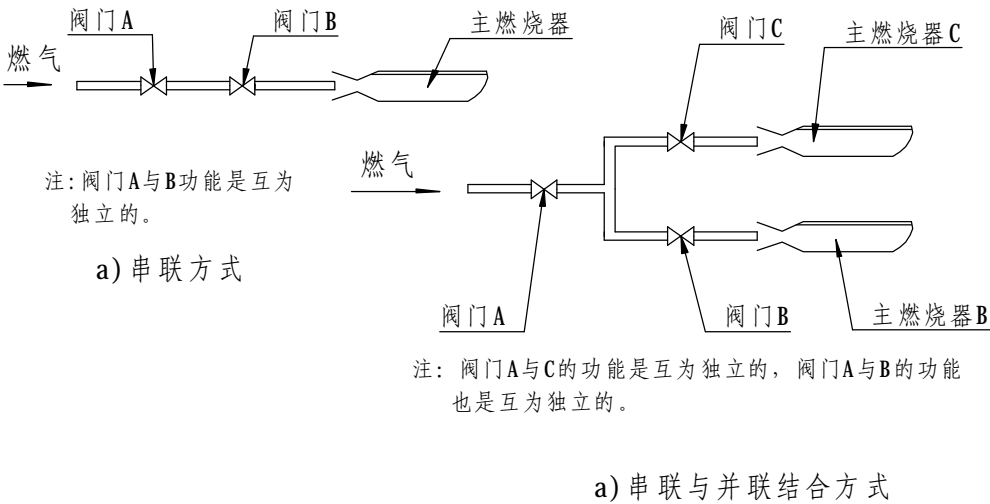 阀门A
阀门B
主燃烧器
燃气
注:阀门A与B功能是互为
独立的。
a)串联方式
阀门C
主燃烧器C
燃气
阀门A
阀门B
主燃烧器B
注: 阀门A与C的功能是互为独立的, 阀门A与B的功能
也是互为独立的。
a)串联与并联结合方式